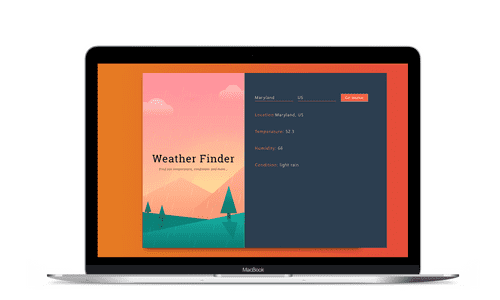 Weather Finder
Find out temperature, conditions and more...
Maryland US Get Weather
Location: Maryland, US
Temperature: 52.5
Humidity: 66
Conditions: light rain
MacBook